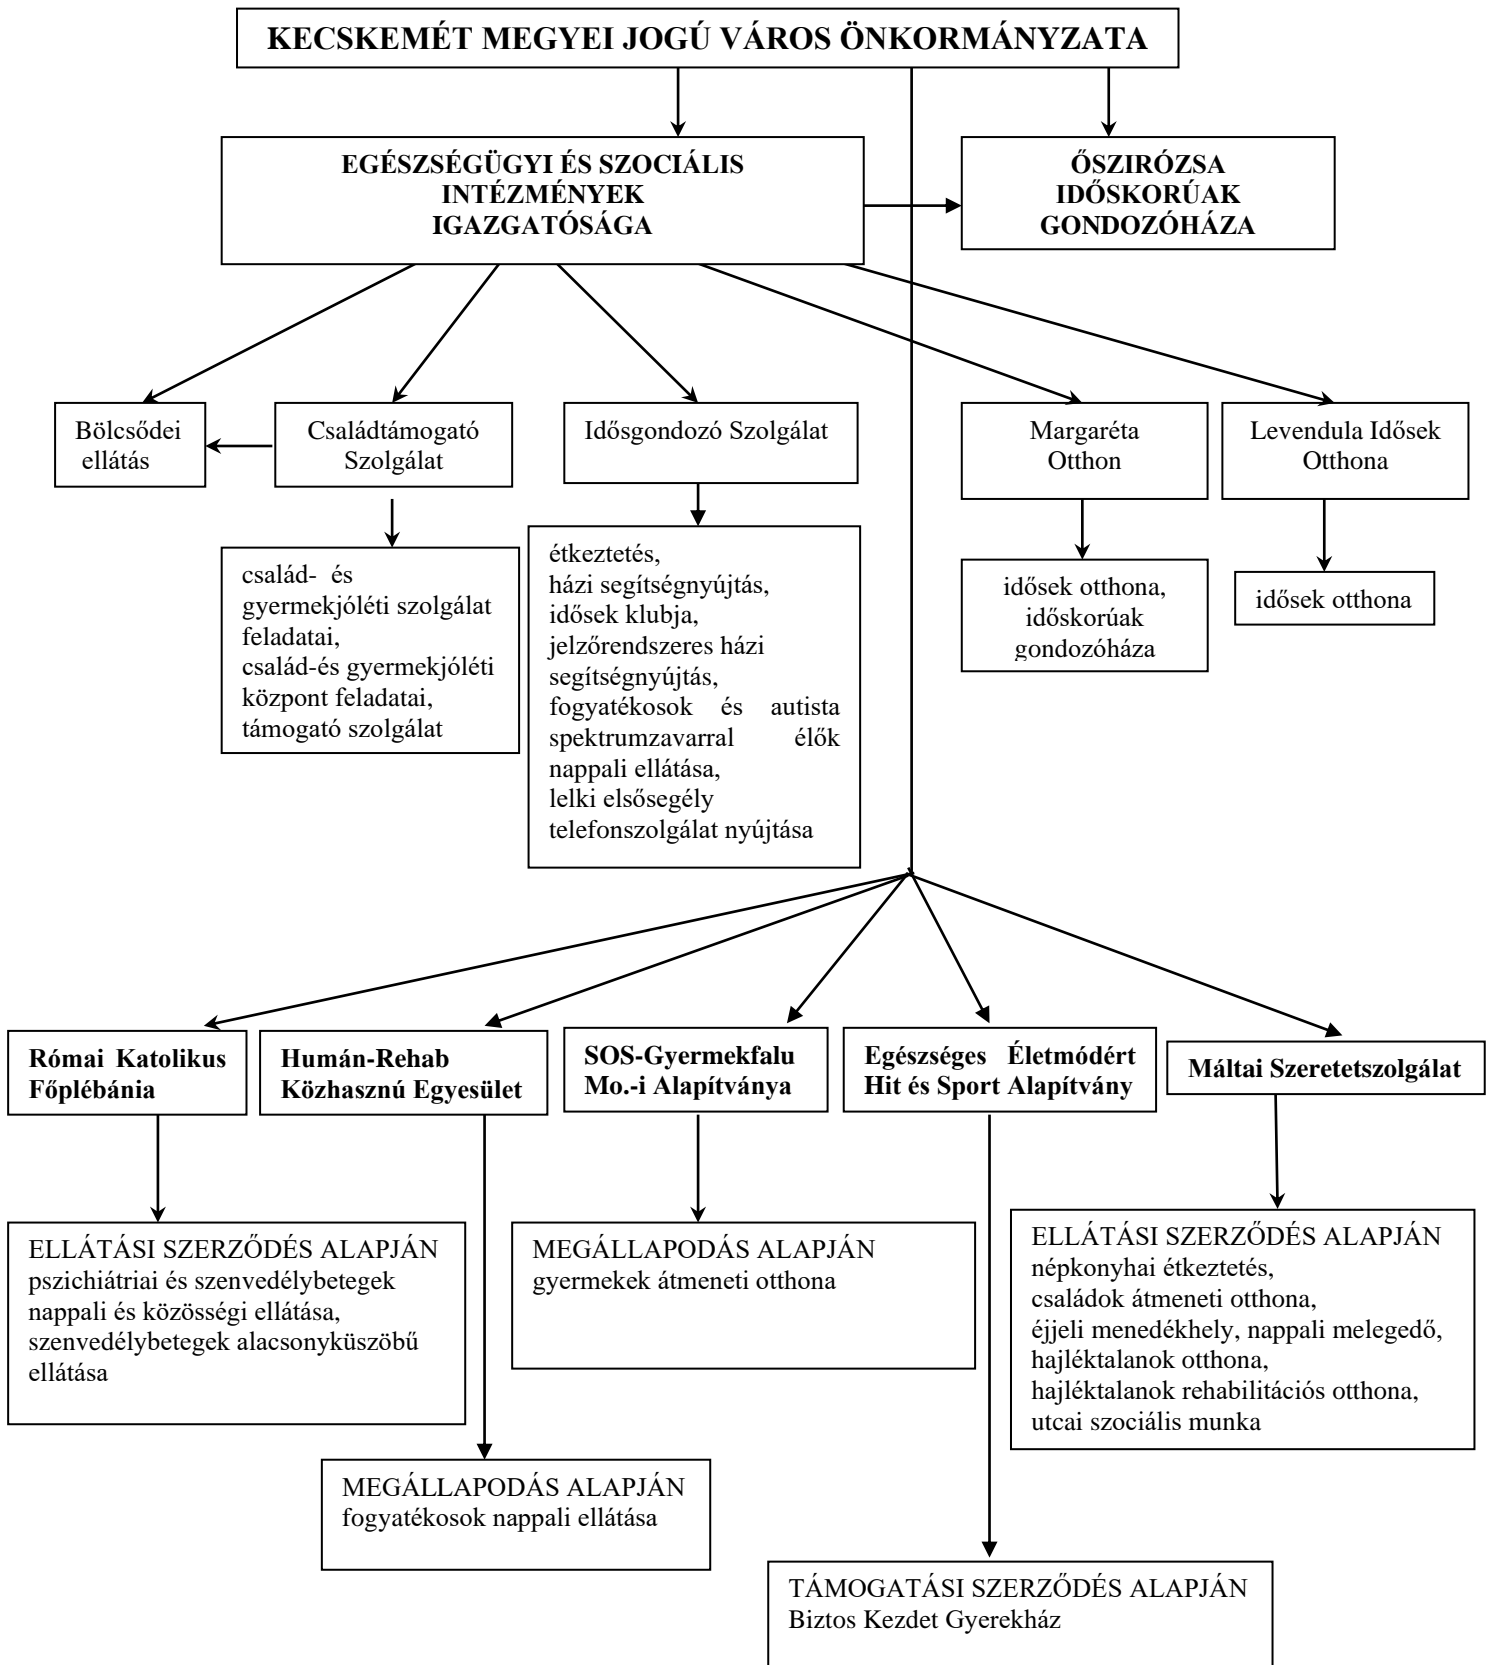 KECSKEMÉT MEGYEI JOGÚ VÁROS ÖNKORMÁNYZATA
EGÉSZSÉGÜGYI ÉS SZOCIÁLIS
INTÉZMÉNYEK
IGAZGATÓSÁGA
ŐSZIRÓZSA
IDŐSKORÚAK
GONDOZÓHÁZA
Bölcsődei
ellátás
Családtámogató
Szolgálat
Idősgondozó Szolgálat
Margaréta
Otthon
Levendula Idősek
Otthona
család- és
gyermekjóléti szolgálat
feladatai,
család-és gyermekjóléti
központ feladatai,
támogató szolgálat
étkeztetés,
házi segítségnyújtás,
idősek klubja,
jelzőrendszeres házi
segítségnyújtás,
fogyatékosok és autista
spektrumzavarral élők
nappali ellátása,
lelki elsősegély
telefonszolgálat nyújtása
idősek otthona,
időskorúak
gondozóháza
idősek otthona
Római Katolikus
Főplébánia
Humán-Rehab
Közhasznú Egyesület
SOS-Gyermekfalu
Mo.-i Alapítványa
Egészséges Életmódért
Hit és Sport Alapítvány
Máltai Szeretetszolgálat
ELLÁTÁSI SZERZŐDÉS ALAPJÁN
pszichiátriai és szenvedélybetegek
nappali és közösségi ellátása,
szenvedélybetegek alacsonyküszöbű
ellátása
MEGÁLLAPODÁS ALAPJÁN
gyermekek átmeneti otthona
ELLÁTÁSI SZERZŐDÉS ALAPJÁN
népkonyhai étkeztetés,
családok átmeneti otthona,
éjjeli menedékhely, nappali melegedő,
hajléktalanok otthona,
hajléktalanok rehabilitációs otthona,
utcai szociális munka
MEGÁLLAPODÁS ALAPJÁN
fogyatékosok nappali ellátása
TÁMOGATÁSI SZERZŐDÉS ALAPJÁN
Biztos Kezdet Gyerekház